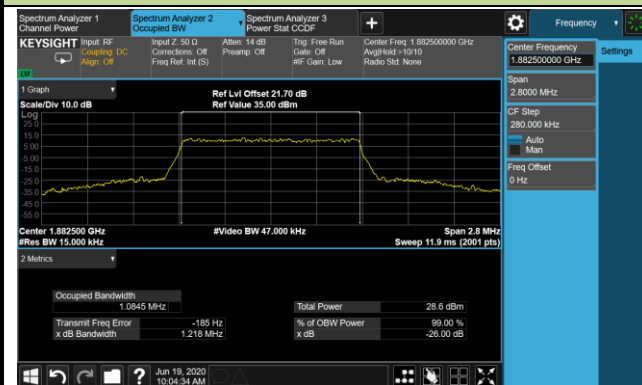 Spectrum Analyzer 1
Channel Power
Spectrum Analyzer 2
Occupied BW
Spectrum Analyzer 3
Power Stat CCDF
Frequency
KEYSIGHT
Input: RF
Coupling: DC
Align: Off
Input Z: 50 Ω
Corrections: Off
Freq Ref: Int (S)
Atten: 14 dB
Preamp: Off
Trig: Free Run
Gate: Off
#IF Gain: Low
Center Freq: 1.882500000 GHz
Avg|Hold:>10/10
Radio Std: None
LW
Center Frequency
1.882500000 GHz
Settings
Span
2.8000 MHz
CF Step
280.000 kHz
Auto
Man
Freq Offset
0 Hz
1 Graph
Scale/Div 10.0 dB
Ref Lvl Offset 21.70 dB
Ref Value 35.00 dBm
Log
25.0
15.0
5.00
-5.00
-15.0
-25.0
-35.0
-45.0
-55.0
Center 1.882500 GHz
#Video BW 47.000 kHz
Span 2.8 MHz
#Res BW 15.000 kHz
Sweep 11.9 ms (2001 pts)
2 Metrics
Occupied Bandwidth
1.0845 MHz
Total Power 28.6 dBm
Transmit Freq Error -185 Hz
% of OBW Power 99.00 %
x dB Bandwidth 1.218 MHz
x dB -26.00 dB
?
Jun 19, 2020
10:04:34 AM